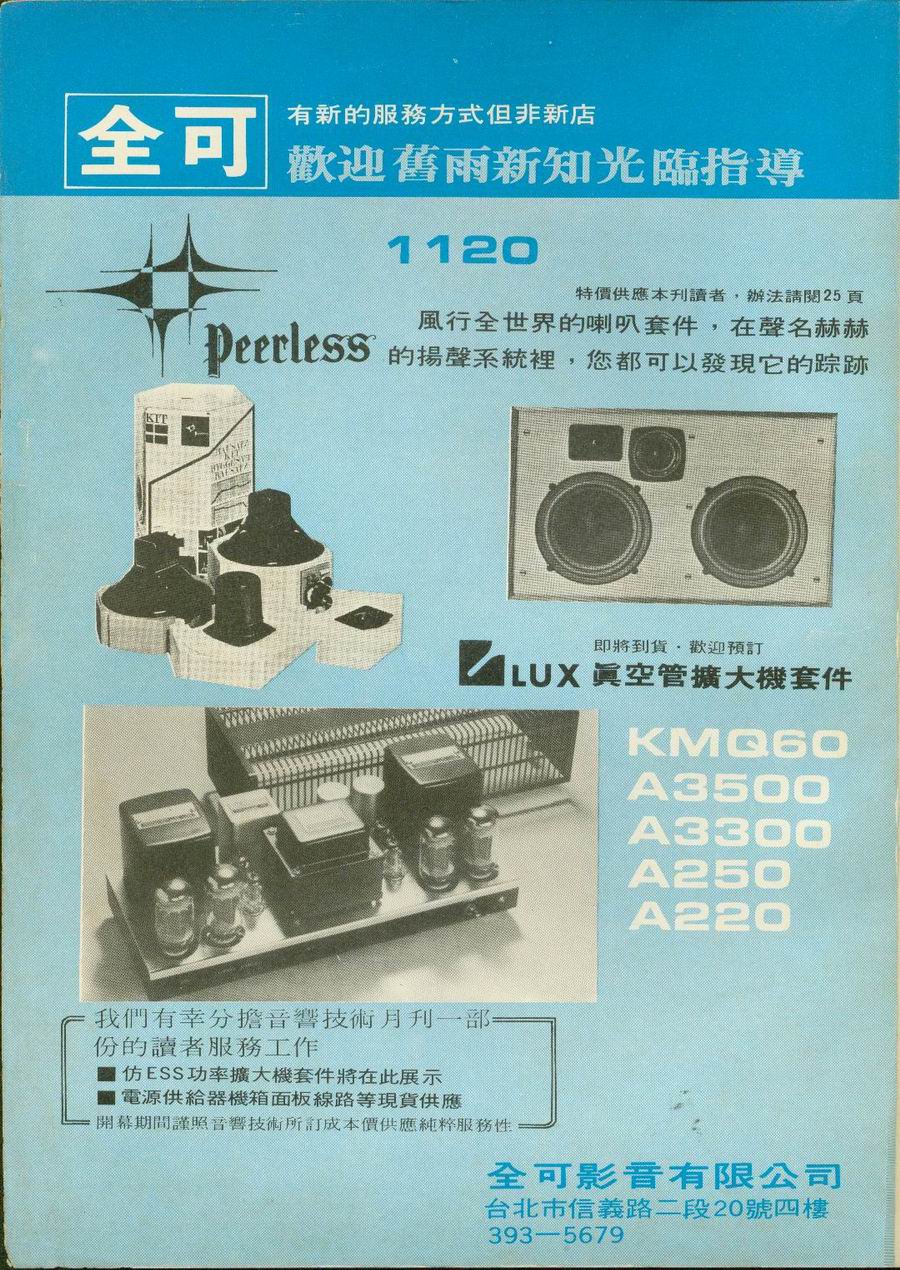 全可
有新的服務方式但非新店
歡迎舊雨新知光臨指導
1120
Peerless
特價供應本刊讀者，辦法請閱25頁
風行全世界的喇叭套件，在聲名赫赫
的揚聲系統裡，您都可以發現它的踪跡
KIT
即將到貨・歡迎預訂
LUX 眞空管擴大機套件
KMQ60
A3500
A3300
A250
A220
我們有幸分擔音響技術月刊一部
份的讀者服務工作
■仿ESS功率擴大機套件將在此展示
■電源供給器機箱面板線路等現貨供應
開幕期間謹照音響技術所訂成本價供應純粹服務性
全可影音有限公司
台北市信義路二段20號四樓
393—5679